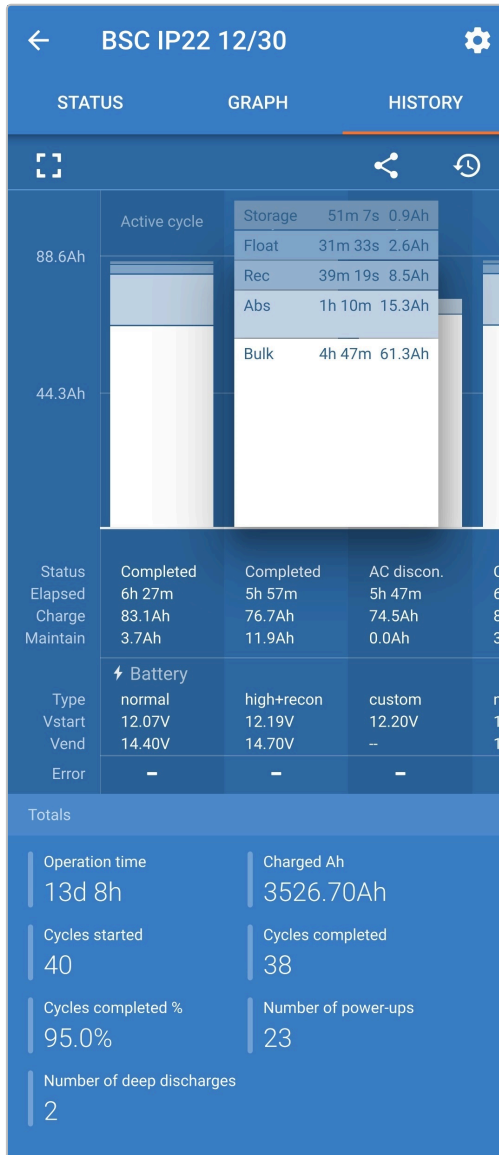 BSC IP22 12/30
STATUS GRAPH HISTORY
Active cycle
88.6Ah
44.3Ah
Storage 51m 7s 0.9Ah
Float 31m 33s 2.6Ah
Rec 39m 19s 8.5Ah
Abs 1h 10m 15.3Ah
Bulk 4h 47m 61.3Ah
Status Completed Completed AC discon.
Elapsed 6h 27m 5h 57m 5h 47m
Charge 83.1Ah 76.7Ah 74.5Ah
Maintain 3.7Ah 11.9Ah 0.0Ah
Battery
Type normal high+recon custom
Vstart 12.07V 12.19V 12.20V
Vend 14.40V 14.70V --
Error – – –
Totals
Operation time Charged Ah
13d 8h 3526.70Ah
Cycles started Cycles completed
40 38
Cycles completed % Number of power-ups
95.0% 23
Number of deep discharges
2